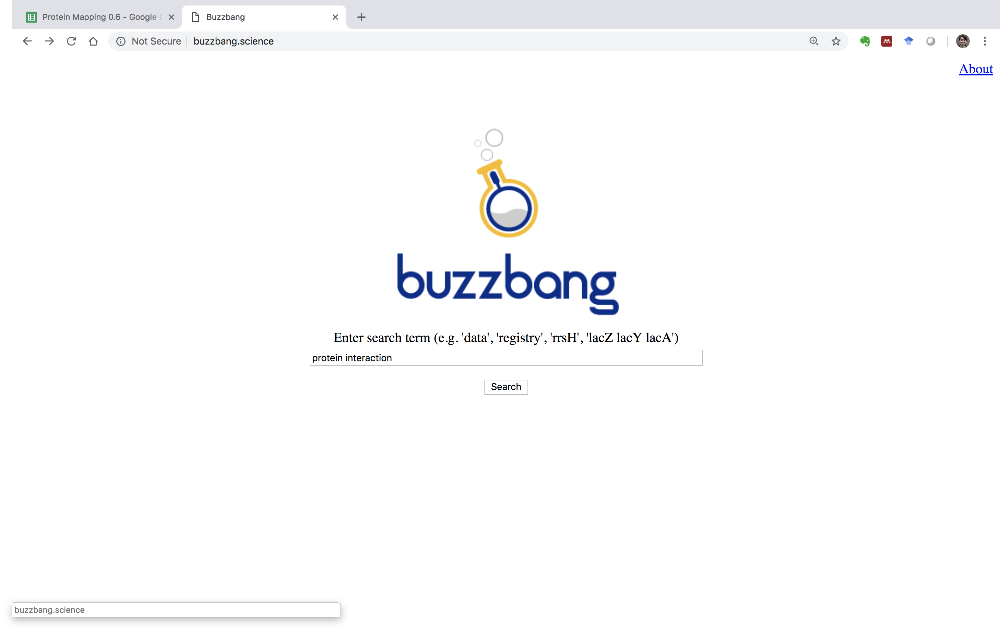 Protein Mapping 0.6 - Google
Buzzbang
Not Secure
buzzbang.science
About
buzzbang
Enter search term (e.g. 'data', 'registry', 'rrsH', 'lacZ lacY lacA')
protein interaction
Search
buzzbang.science